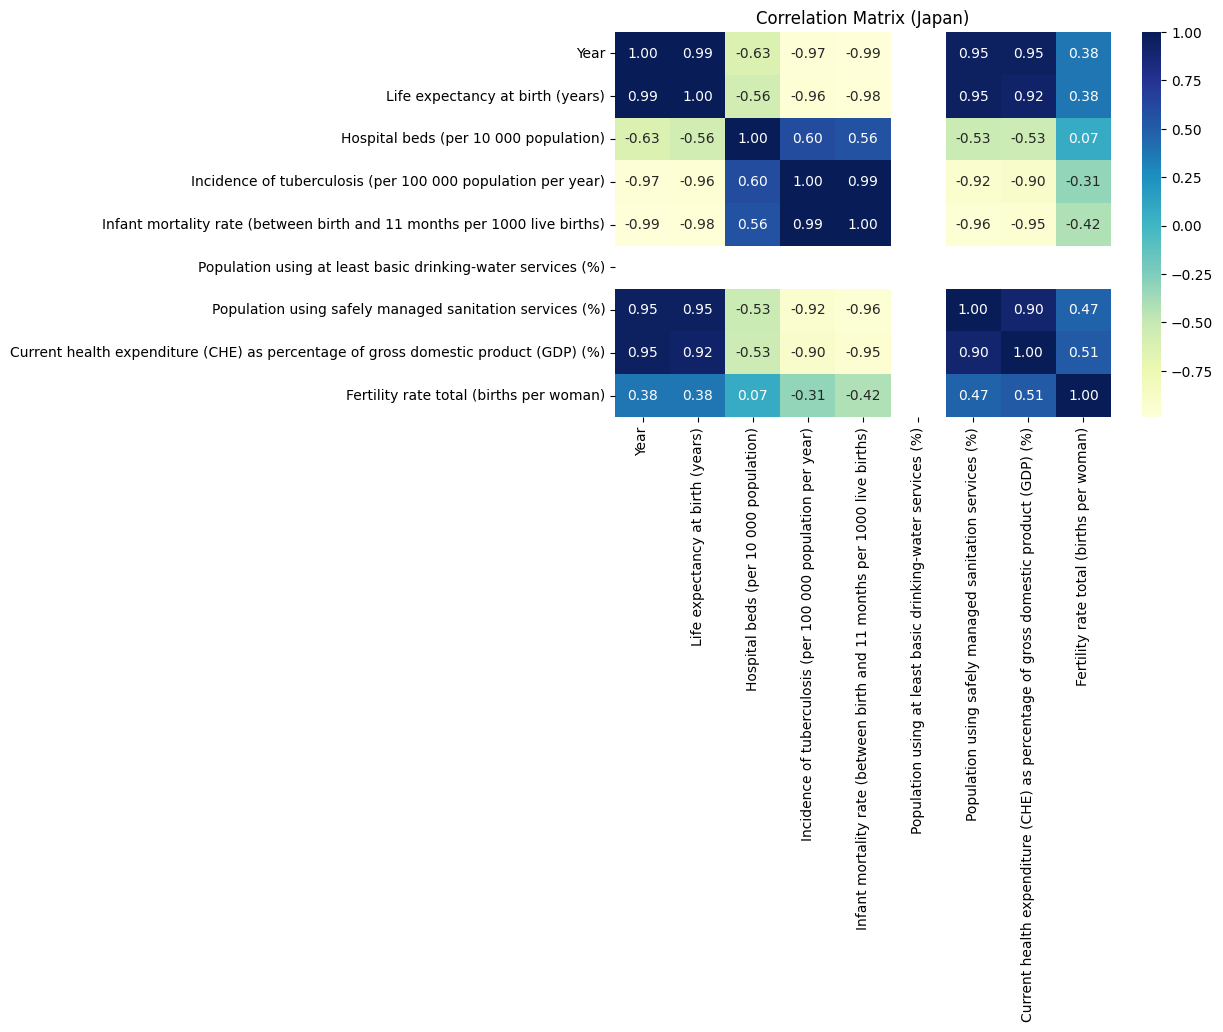 Correlation Matrix (Japan)
Year 1.00 0.99 -0.63 -0.97 -0.99 0.95 0.95 0.38
Life expectancy at birth (years) 0.99 1.00 -0.56 -0.96 -0.98 0.95 0.92 0.38
Hospital beds (per 10 000 population) -0.63 -0.56 1.00 0.60 0.56 -0.53 -0.53 0.07
Incidence of tuberculosis (per 100 000 population per year) -0.97 -0.96 0.60 1.00 0.99 -0.92 -0.90 -0.31
Infant mortality rate (between birth and 11 months per 1000 live births) -0.99 -0.98 0.56 0.99 1.00 -0.96 -0.95 -0.42
Population using at least basic drinking-water services (%)
Population using safely managed sanitation services (%) 0.95 0.95 -0.53 -0.92 -0.96 1.00 0.90 0.47
Current health expenditure (CHE) as percentage of gross domestic product (GDP) (%) 0.95 0.92 -0.53 -0.90 -0.95 0.90 1.00 0.51
Fertility rate total (births per woman) 0.38 0.38 0.07 -0.31 -0.42 0.47 0.51 1.00
Year
Life expectancy at birth (years)
Hospital beds (per 10 000 population)
Incidence of tuberculosis (per 100 000 population per year)
Infant mortality rate (between birth and 11 months per 1000 live births)
Population using at least basic drinking-water services (%)
Population using safely managed sanitation services (%)
Current health expenditure (CHE) as percentage of gross domestic product (GDP) (%)
Fertility rate total (births per woman)
1.00
0.75
0.50
0.25
0.00
−0.25
−0.50
−0.75